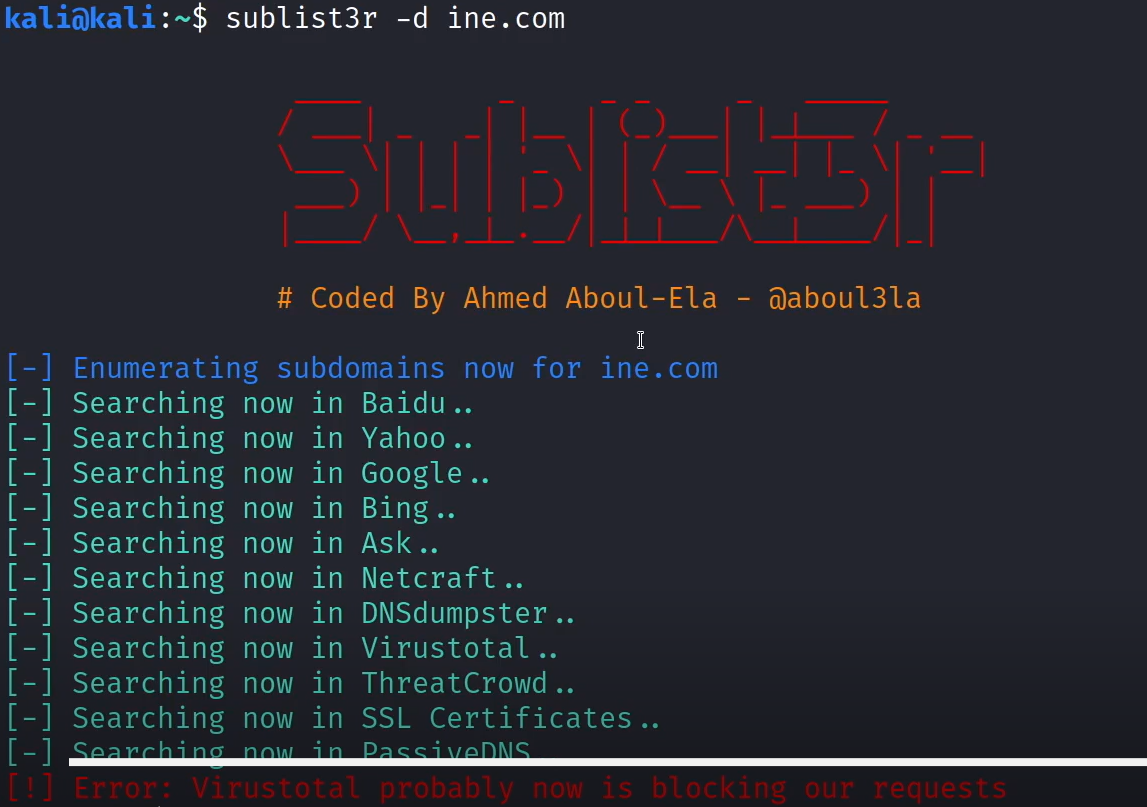 kali@kali:~$ sublist3r -d ine.com
Sublist3r
# Coded By Ahmed Aboul-Ela - @aboul3la
[-] Enumerating subdomains now for ine.com
[-] Searching now in Baidu..
[-] Searching now in Yahoo..
[-] Searching now in Google..
[-] Searching now in Bing..
[-] Searching now in Ask..
[-] Searching now in Netcraft..
[-] Searching now in DNSdumpster..
[-] Searching now in Virustotal..
[-] Searching now in ThreatCrowd..
[-] Searching now in SSL Certificates..
[-] Searching now in PassiveDNS
[!] Error: Virustotal probably now is blocking our requests